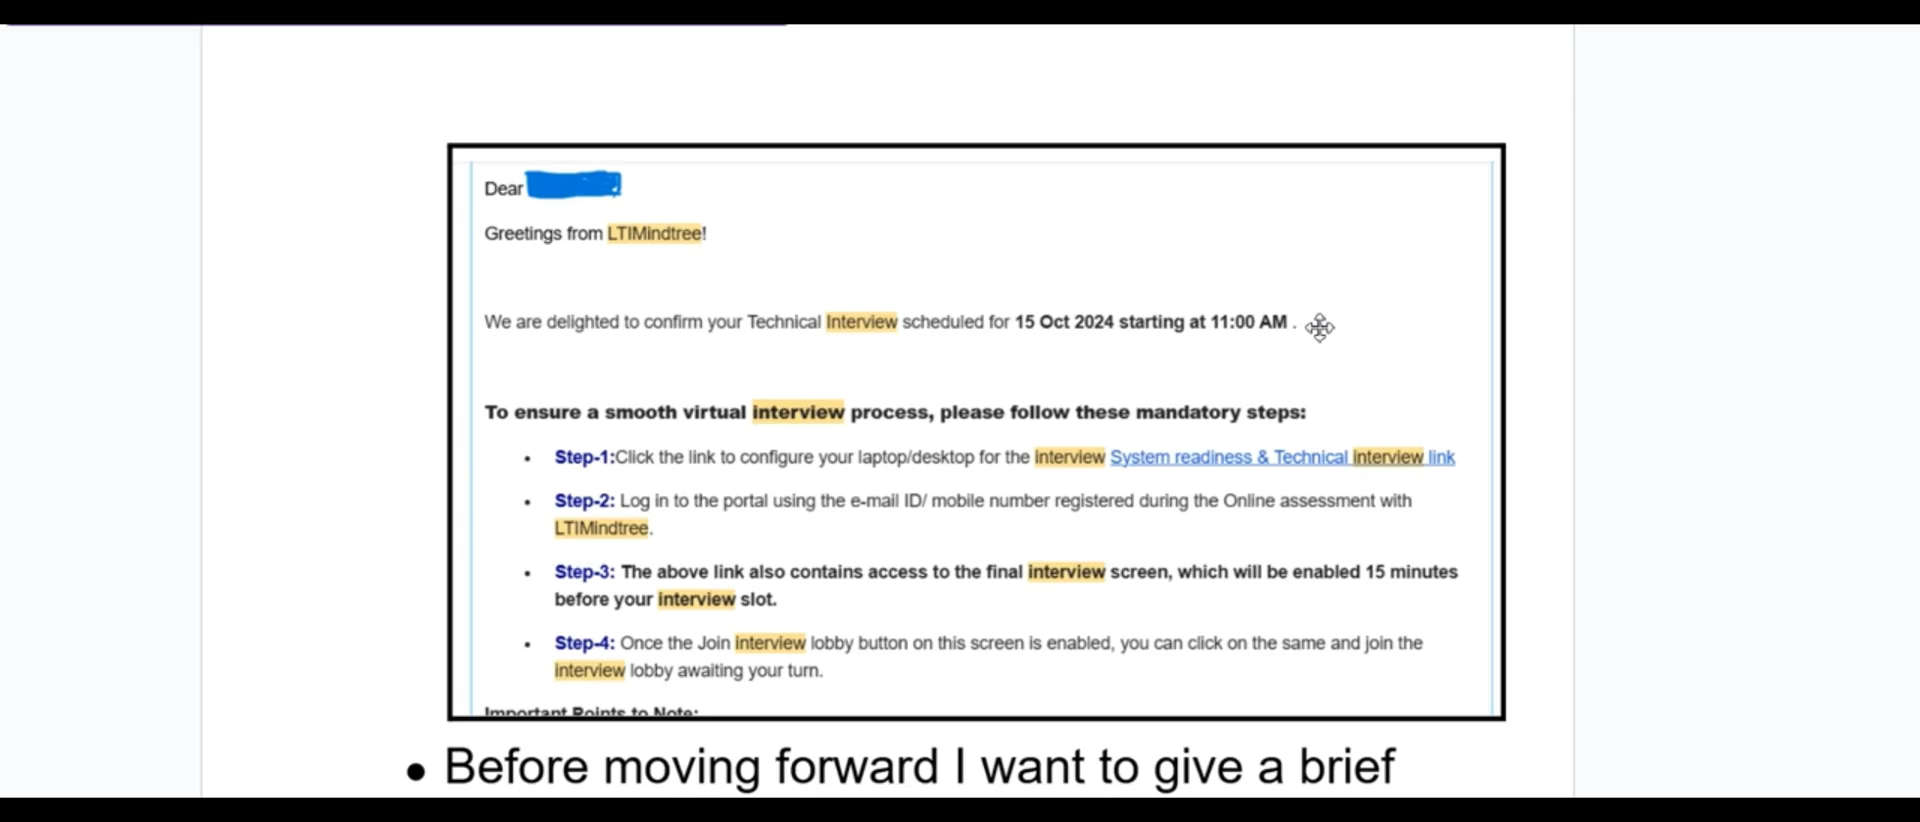 Dear
Greetings from LTIMindtree!
We are delighted to confirm your Technical Interview scheduled for 15 Oct 2024 starting at 11:00 AM .
To ensure a smooth virtual interview process, please follow these mandatory steps:
• Step-1:Click the link to configure your laptop/desktop for the interview System readiness & Technical interview link
• Step-2: Log in to the portal using the e-mail ID/ mobile number registered during the Online assessment with
LTIMindtree.
• Step-3: The above link also contains access to the final interview screen, which will be enabled 15 minutes
before your interview slot.
• Step-4: Once the Join interview lobby button on this screen is enabled, you can click on the same and join the
interview lobby awaiting your turn.
Important Points to Note:
● Before moving forward I want to give a brief